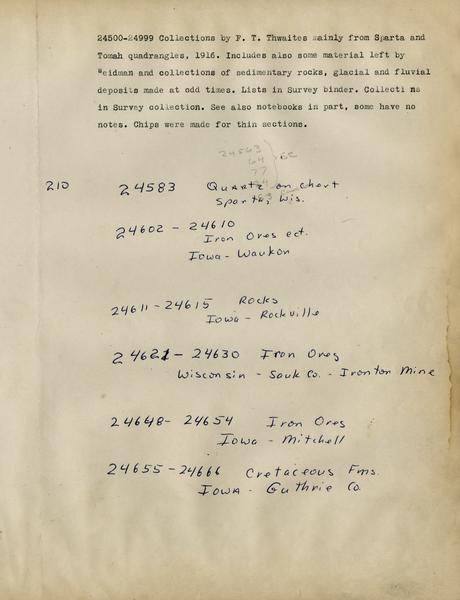 24500-24999 Collections by F. T. Thwaites mainly from Sparta and
Tomah quadrangles, 1916. Includes also some material left by
Weidman and collections of sedimentary rocks, glacial and fluvial
deposits made at odd times. Lists in Survey binder. Collecti ns
in Survey collection. See also notebooks in part, some have no
notes. Chips were made for thin sections.
24563
64
77
210 24583 Quartz on chert
Sparta, Wis.
24602 - 24610
Iron Ores ect.
Iowa - Waukon
24611-24615 Rocks
Iowa - Rockville
24621 - 24630 Iron Ores
Wisconsin - Sauk Co. - Ironton Mine
24648- 24654 Iron Ores
Iowa - Mitchell
24655-24666 Cretaceous Fms.
Iowa - Guthrie Co.